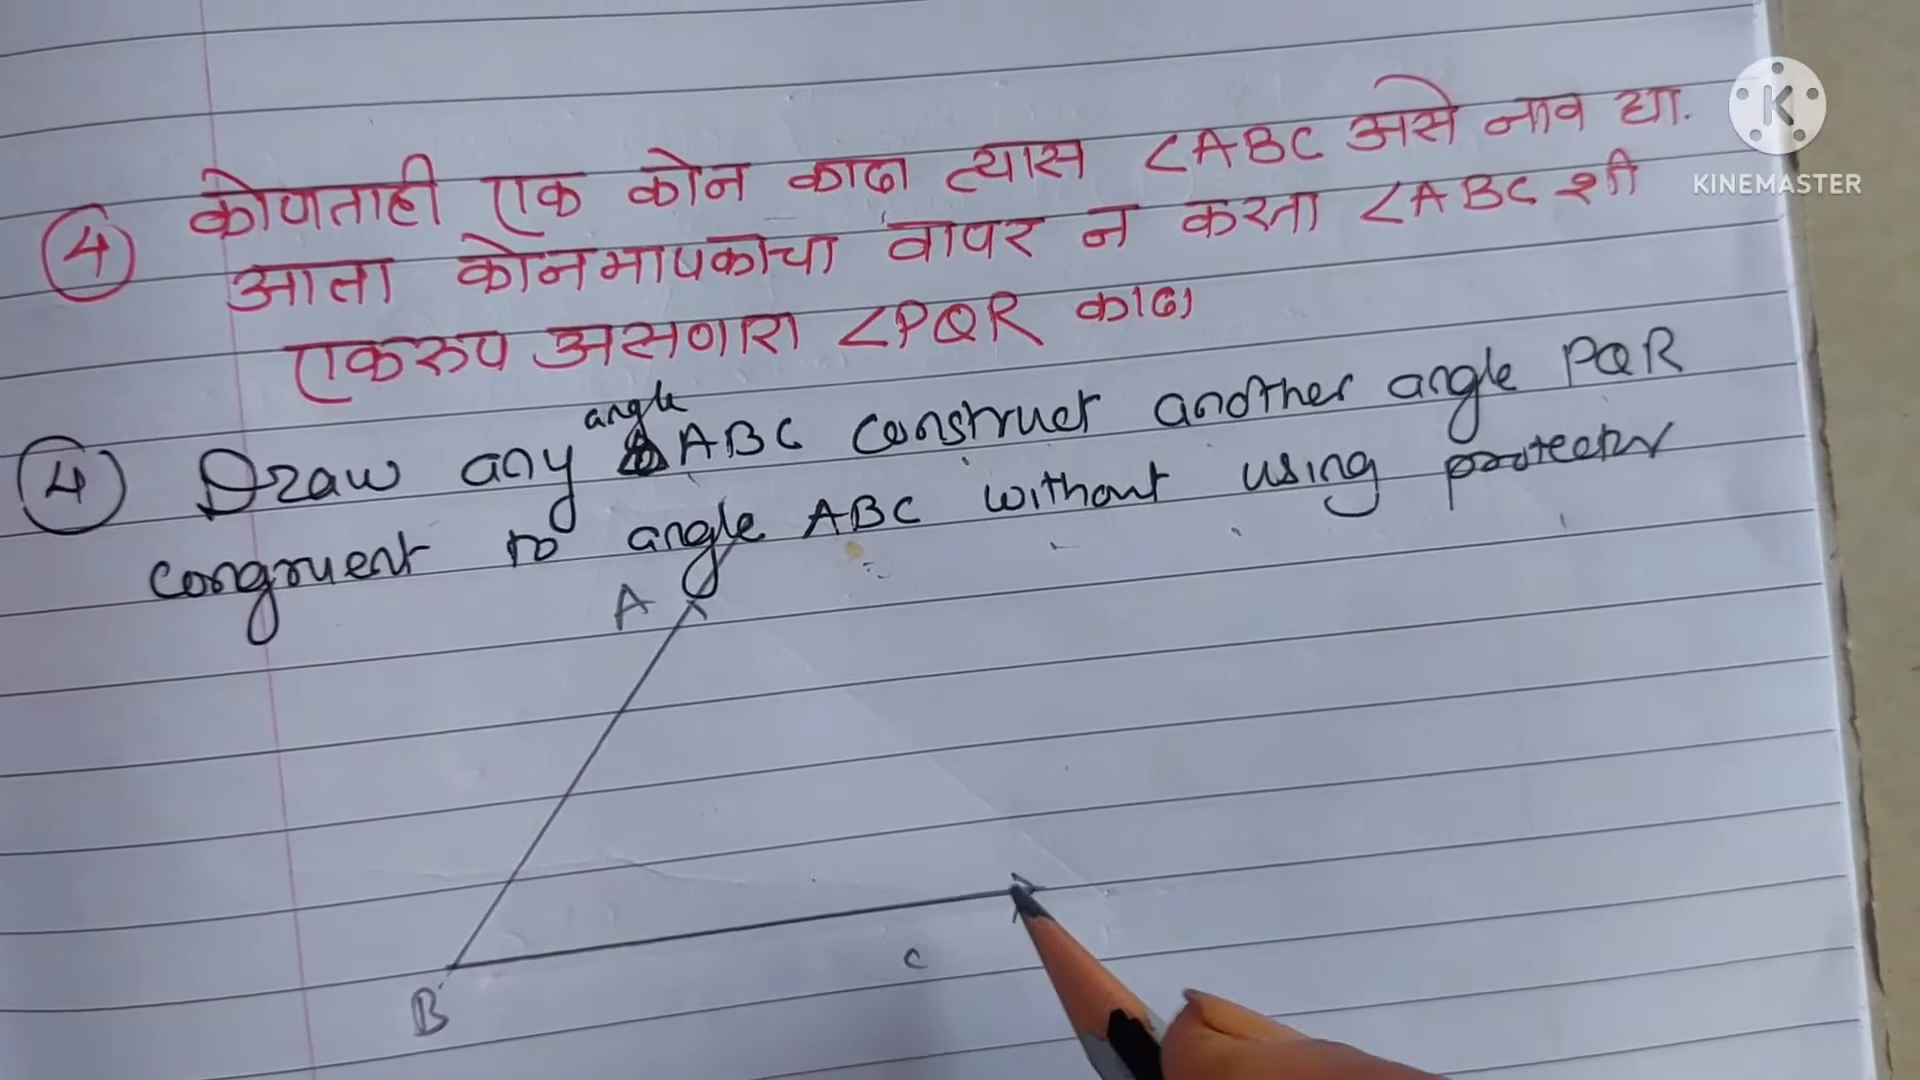 ④ कोणताही एक कोन काढा त्यास <ABC असे नाव द्या.
आता कोनमापकाचा वापर न करता <ABC शी
एकरुप असणारा <PQR काढा
④ Draw any angle ABC construct another angle PQR
congruent to angle ABC without using protector
A
C
B
K
KINEMASTER